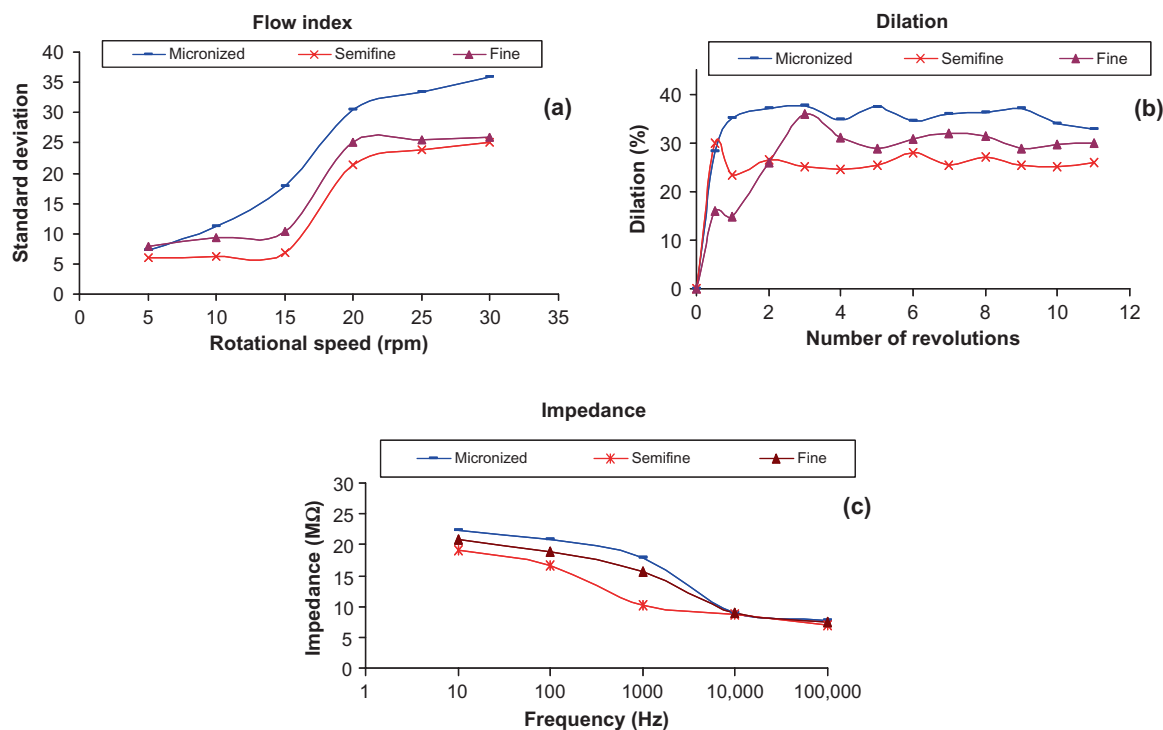 Flow index
Micronized Semifine Fine
(a)
Standard deviation
40
35
30
25
20
15
10
5
0
0 5 10 15 20 25 30 35
Rotational speed (rpm)
Dilation
Micronized Semifine Fine
(b)
Dilation (%)
40
30
20
10
0
0 2 4 6 8 10 12
Number of revolutions
Impedance
Micronized Semifine Fine
(c)
Impedance (MΩ)
30
25
20
15
10
5
0
1 10 100 1000 10,000 100,000
Frequency (Hz)